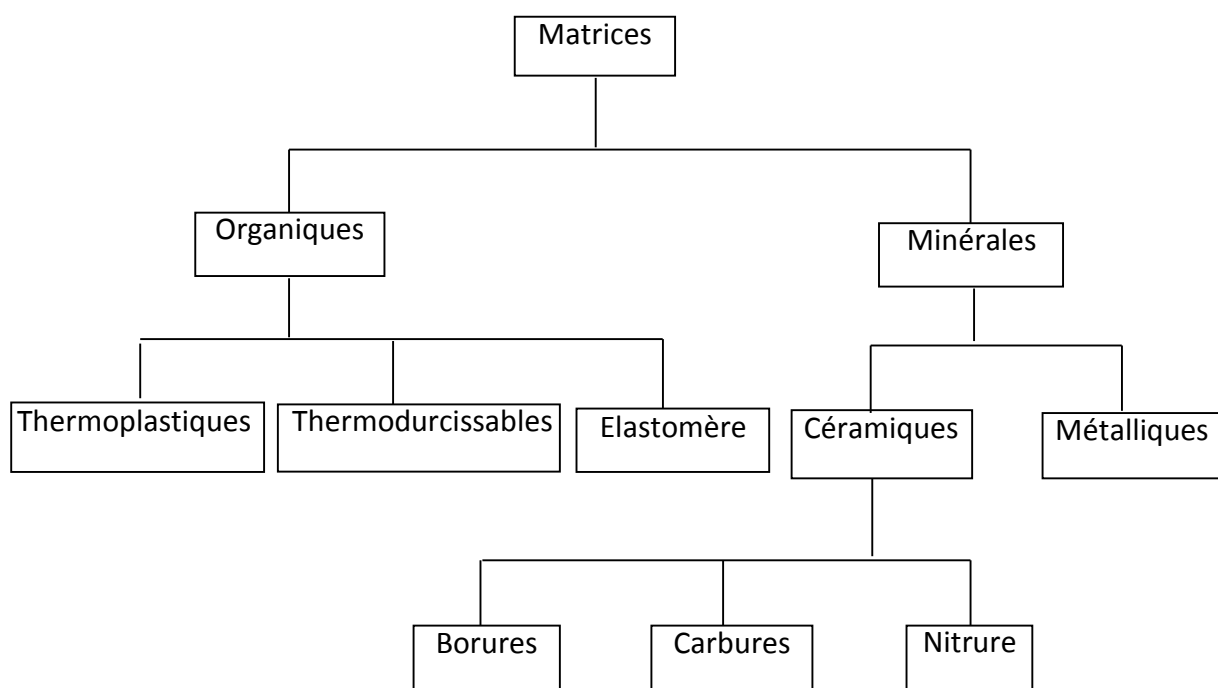 Matrices
Organiques
Minérales
Thermoplastiques
Thermodurcissables
Elastomère
Céramiques
Métalliques
Borures
Carbures
Nitrure